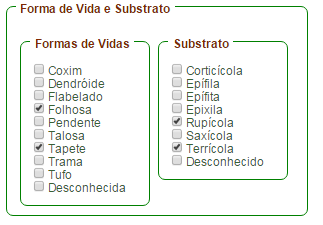 Forma de Vida e Substrato
Formas de Vidas
Coxim
Dendróide
Flabelado
Folhosa
Pendente
Talosa
Tapete
Trama
Tufo
Desconhecida
Substrato
Corticícola
Epífila
Epífita
Epixila
Rupícola
Saxícola
Terrícola
Desconhecido